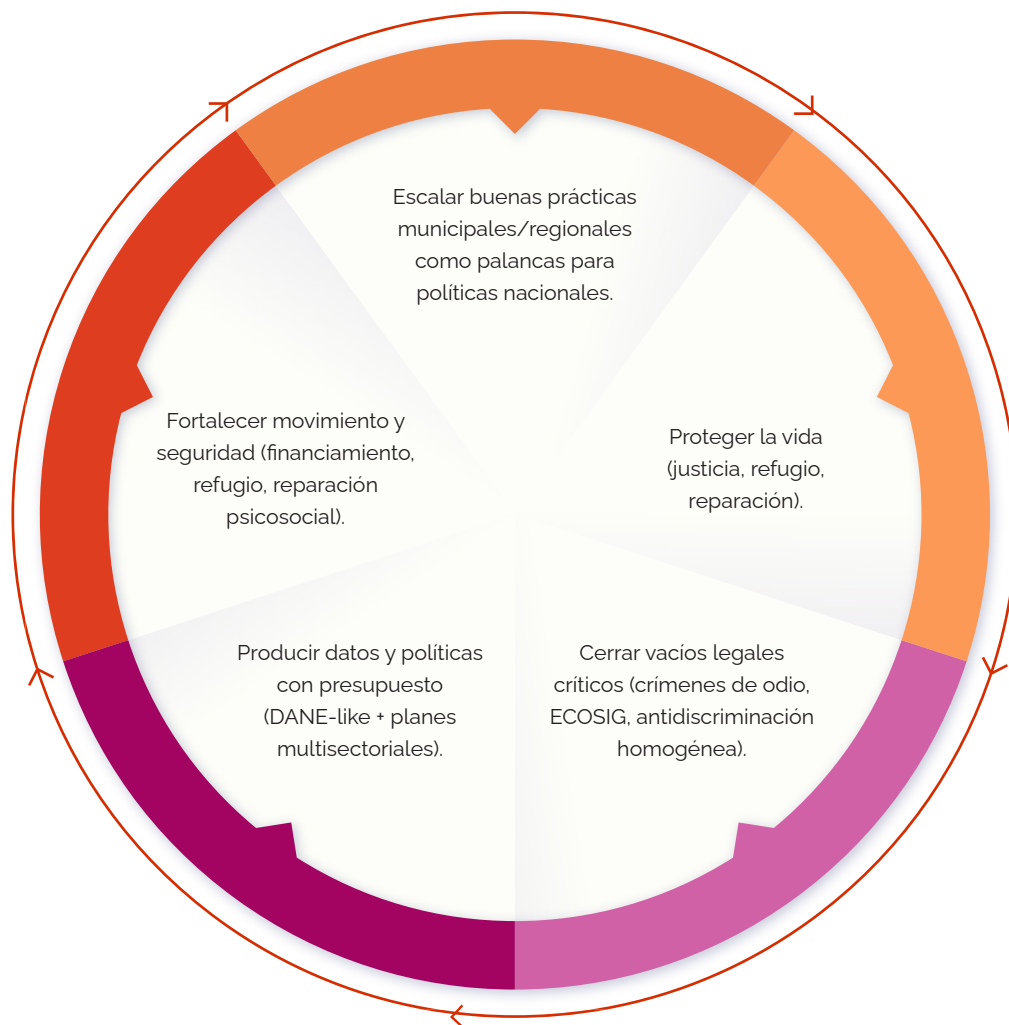 Escalar buenas prácticas
municipales/regionales
como palancas para
políticas nacionales.
Proteger la vida
(justicia, refugio,
reparación).
Cerrar vacíos legales
críticos (crímenes de odio,
ECOSIG, antidiscriminación
homogénea).
Producir datos y políticas
con presupuesto
(DANE-like + planes
multisectoriales).
Fortalecer movimiento y
seguridad (financiamiento,
refugio, reparación
psicosocial).